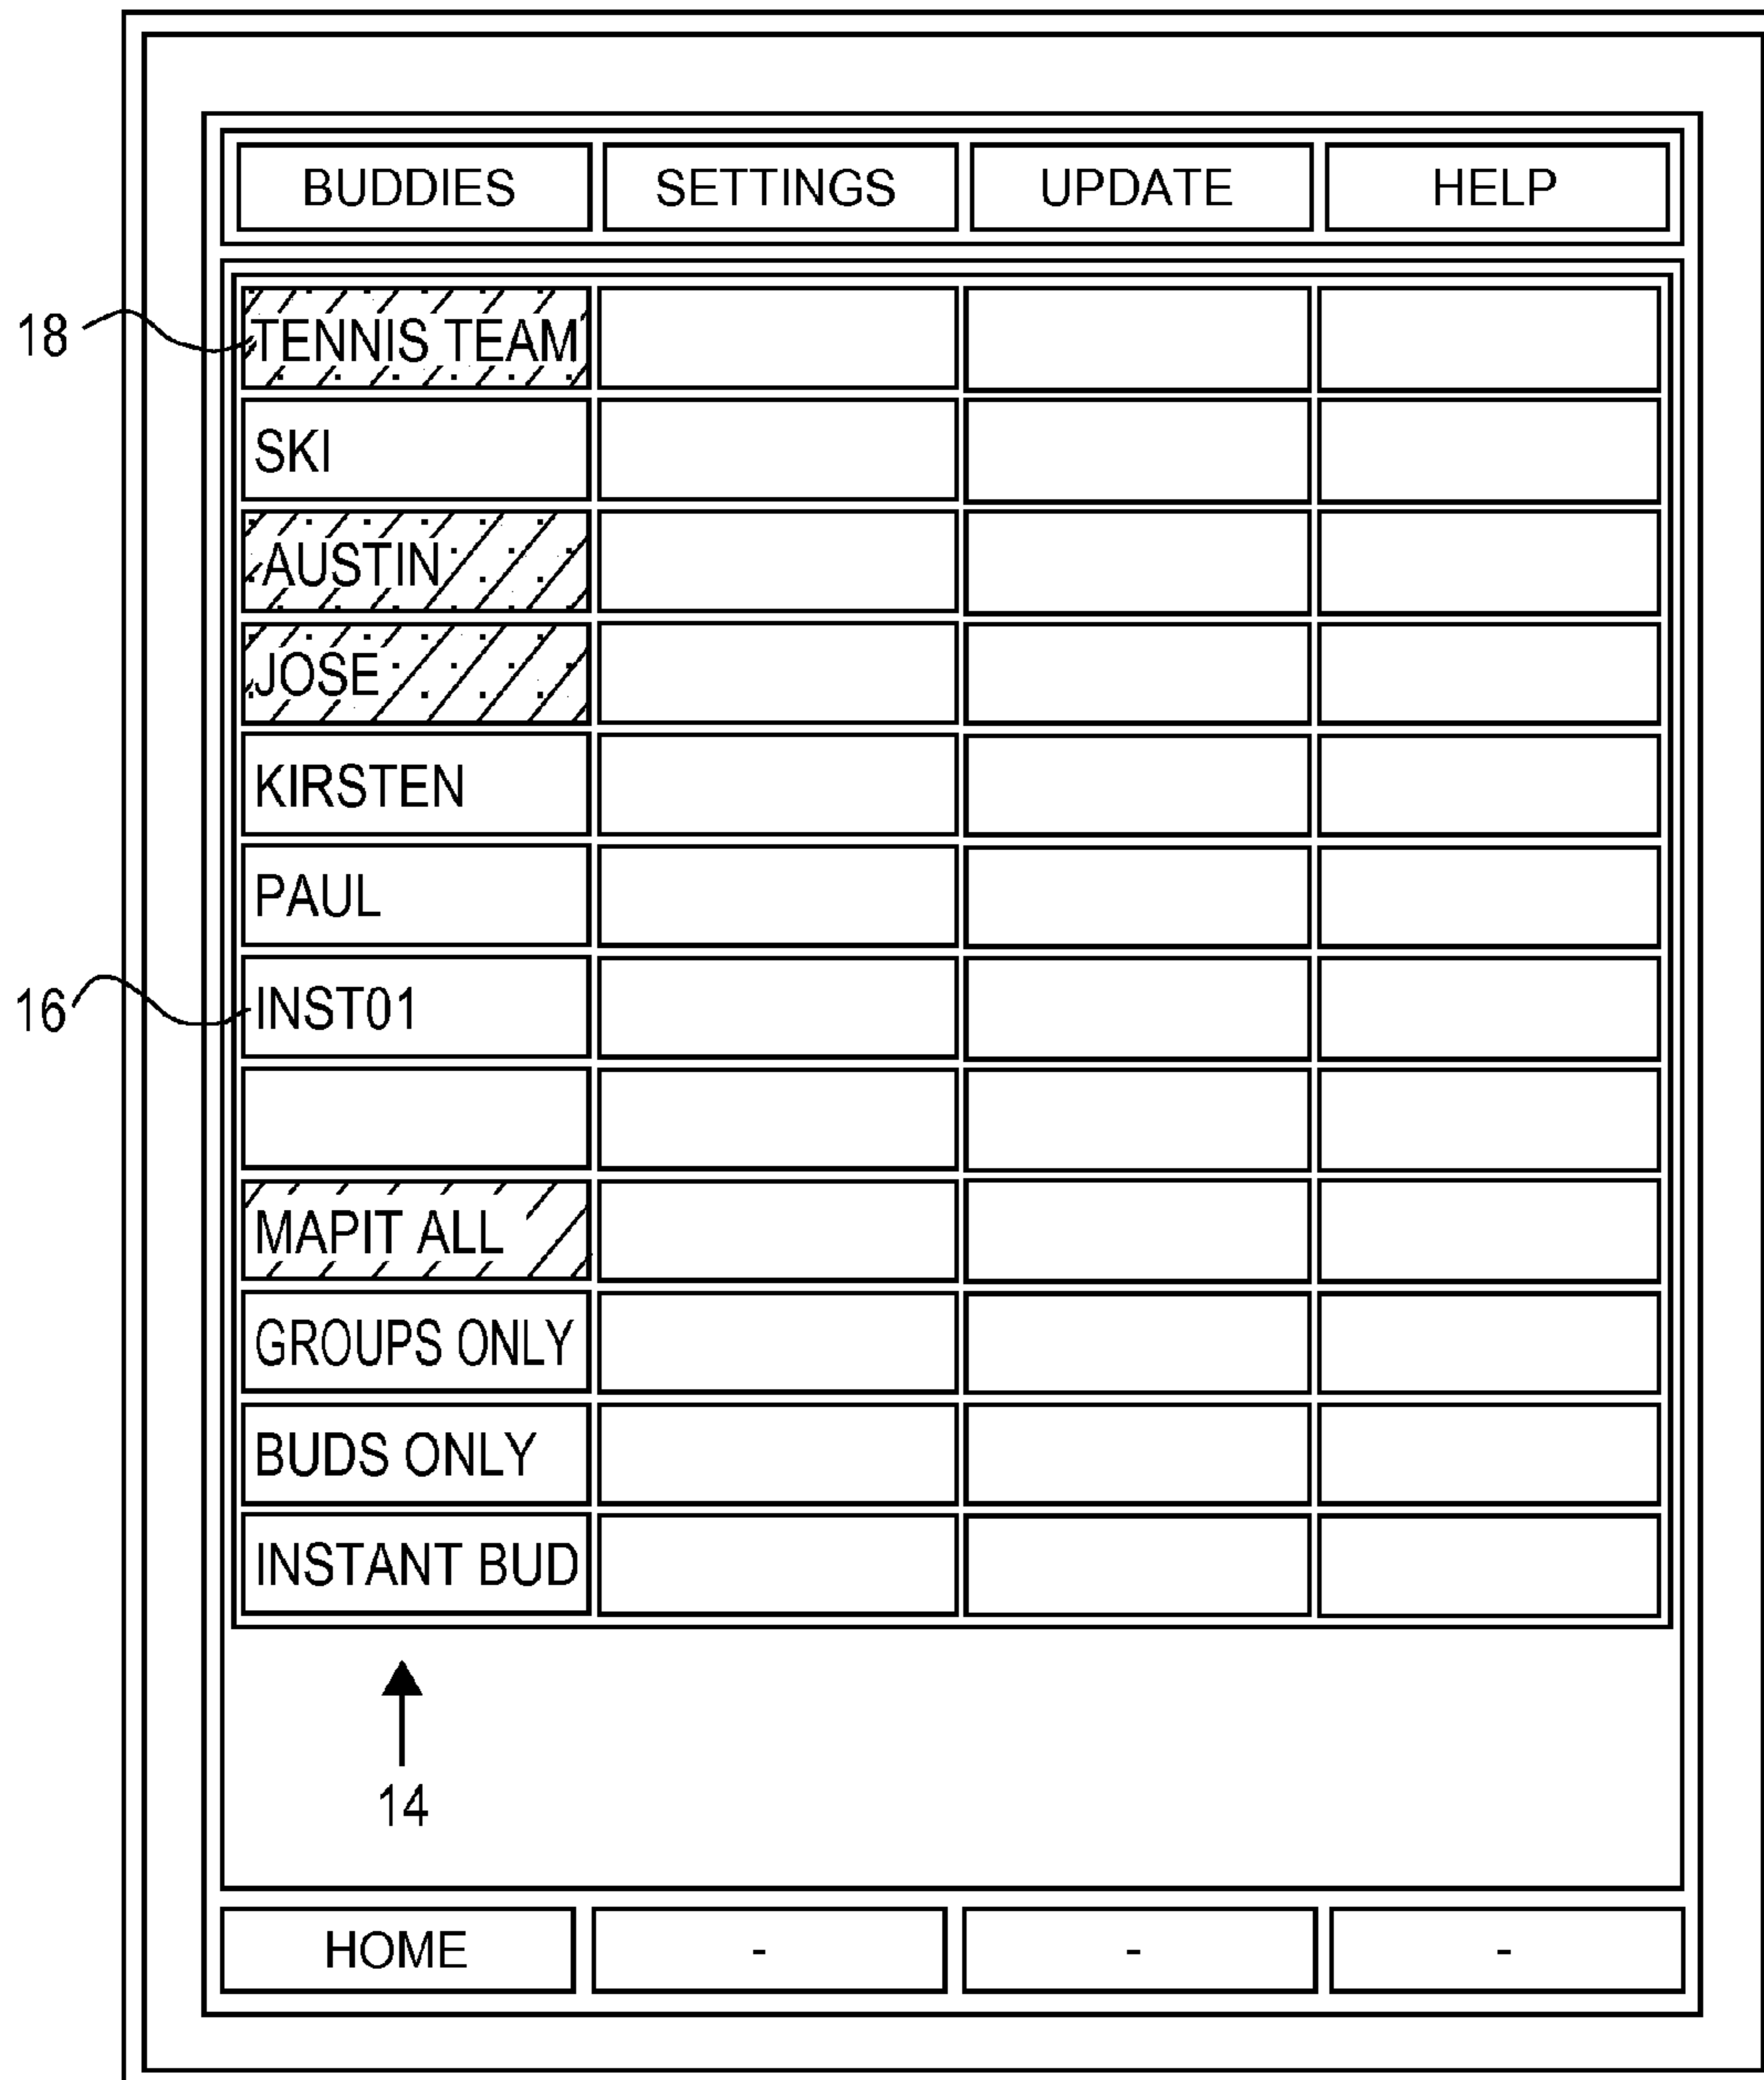 BUDDIES SETTINGS UPDATE HELP
18 TENNIS TEAM
SKI
AUSTIN
JOSE
KIRSTEN
PAUL
16 INST01
MAPIT ALL
GROUPS ONLY
BUDS ONLY
INSTANT BUD
14
HOME - - -